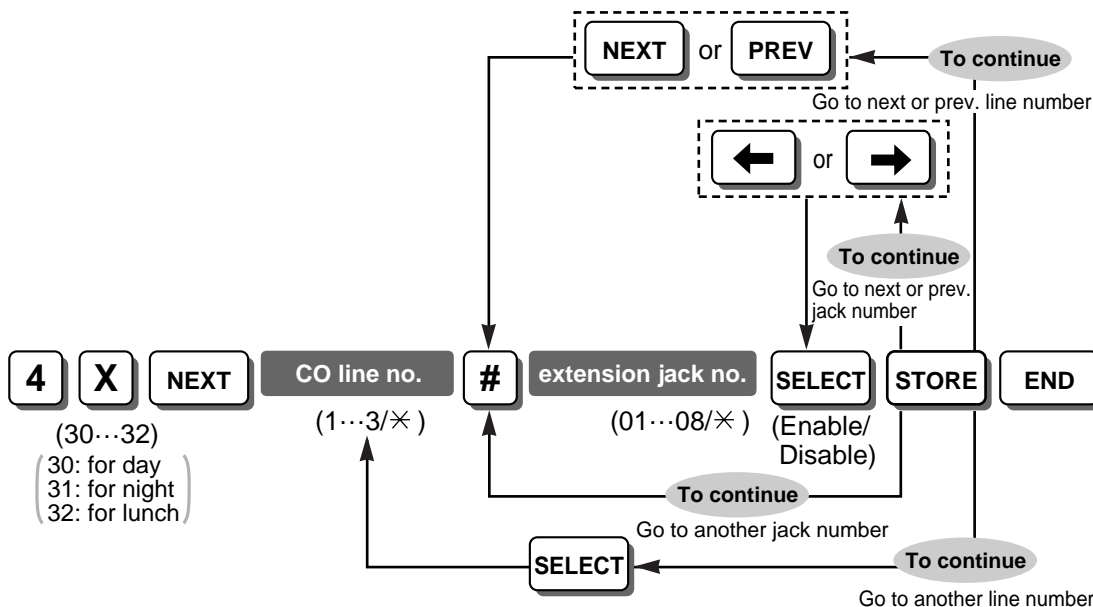 NEXT or PREV
To continue
Go to next or prev. line number
← or →
To continue
Go to next or prev.
jack number
4 X NEXT CO line no. # extension jack no. SELECT STORE END
(30···32)
(1···3/✳)
(01···08/✳)
(Enable/
Disable)
30: for day
31: for night
32: for lunch
To continue
Go to another jack number
SELECT
To continue
Go to another line number